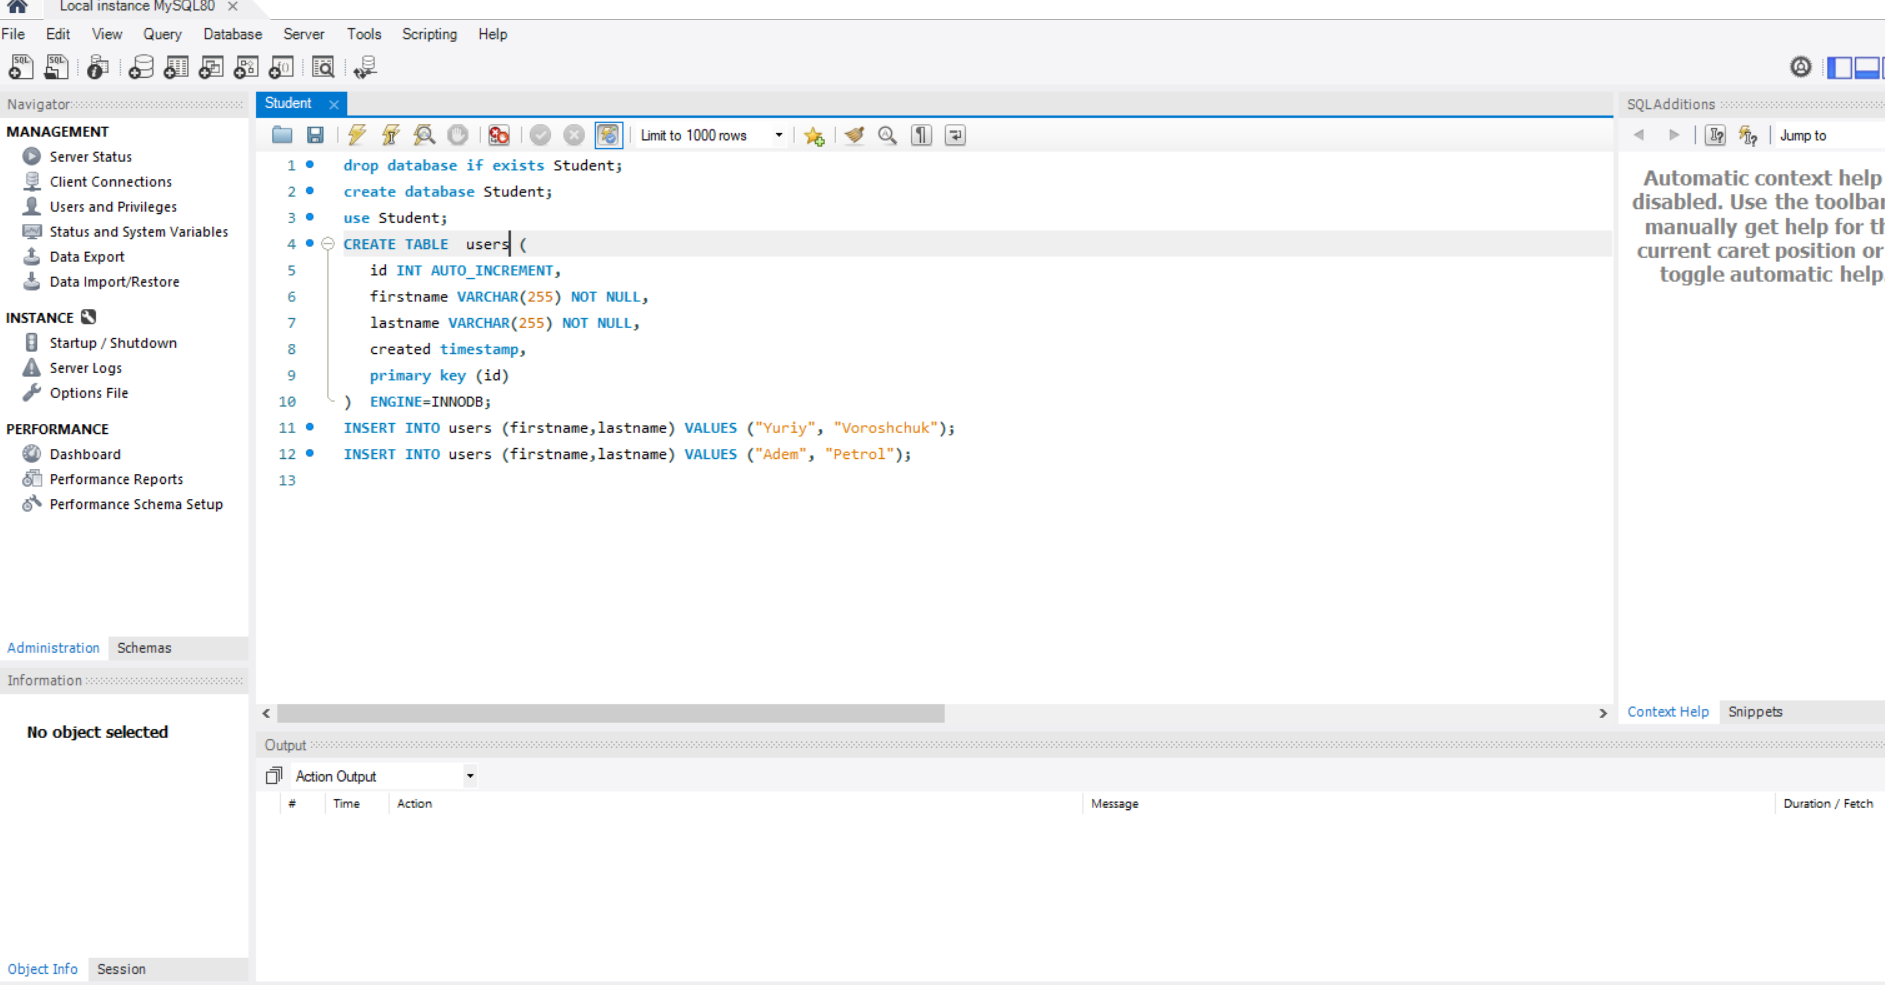 Local instance MySQL80
File Edit View Query Database Server Tools Scripting Help
Navigator
MANAGEMENT
Server Status
Client Connections
Users and Privileges
Status and System Variables
Data Export
Data Import/Restore
INSTANCE
Startup / Shutdown
Server Logs
Options File
PERFORMANCE
Dashboard
Performance Reports
Performance Schema Setup
Administration Schemas
Information
No object selected
Object Info Session
Student
Limit to 1000 rows
1 drop database if exists Student;
2 create database Student;
3 use Student;
4 CREATE TABLE  users (
5 id INT AUTO_INCREMENT,
6 firstname VARCHAR(255) NOT NULL,
7 lastname VARCHAR(255) NOT NULL,
8 created timestamp,
9 primary key (id)
10 )  ENGINE=INNODB;
11 INSERT INTO users (firstname,lastname) VALUES ("Yuriy", "Voroshchuk");
12 INSERT INTO users (firstname,lastname) VALUES ("Adem", "Petrol");
13
Output
Action Output
# Time Action Message Duration / Fetch
SQLAdditions
Jump to
Automatic context help
disabled. Use the toolbar
manually get help for
current caret position or
toggle automatic help.
Context Help Snippets